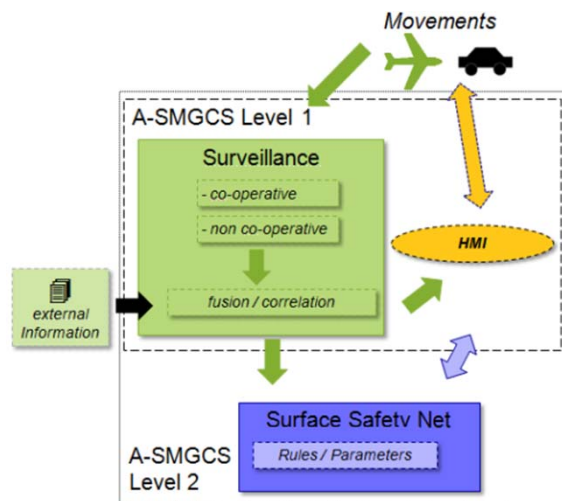 Movements
A-SMGCS Level 1
Surveillance
- co-operative
- non co-operative
HMI
external
Information
fusion / correlation
Surface Safety Net
Rules / Parameters
A-SMGCS
Level 2